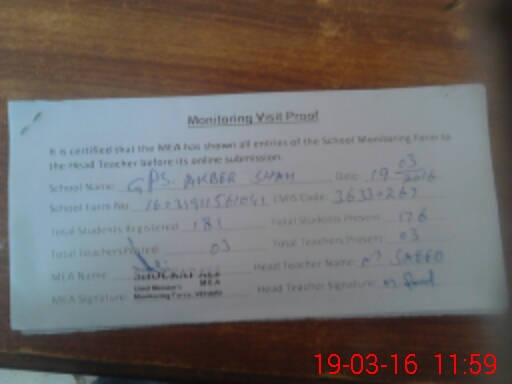 Monitoring Visit Proof
It is certified that the MEA has shown all entries of the School Monitoring Form to
the Head Teacher before its online submission.
School Name: GPS. AKBER SHAH Date: 19 03 2016
School Form No: EMIS Code:
Total Students Registered: 181 Total Students Present: 176
Total Teachers Posted: 03 Total Teachers Present: 03
MEA Name: SHOUKAT ALI Head Teacher Name: M SAEED
MEA Signature: MEA Monitoring Force, Head Teacher Signature:
19-03-16 11:59